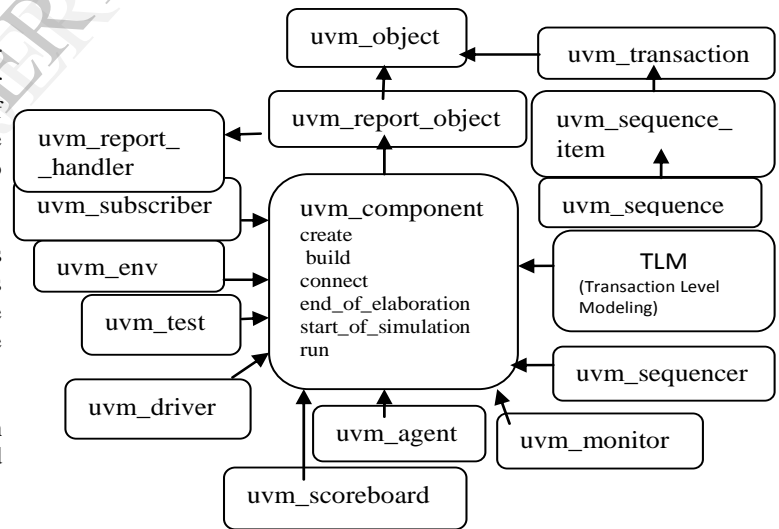 uvm_object
uvm_transaction
uvm_report_object
uvm_sequence_
item
uvm_report_
_handler
uvm_subscriber
uvm_component
create
build
connect
end_of_elaboration
start_of_simulation
run
uvm_sequence
TLM
(Transaction Level
Modeling)
uvm_env
uvm_test
uvm_sequencer
uvm_driver
uvm_agent
uvm_monitor
uvm_scoreboard